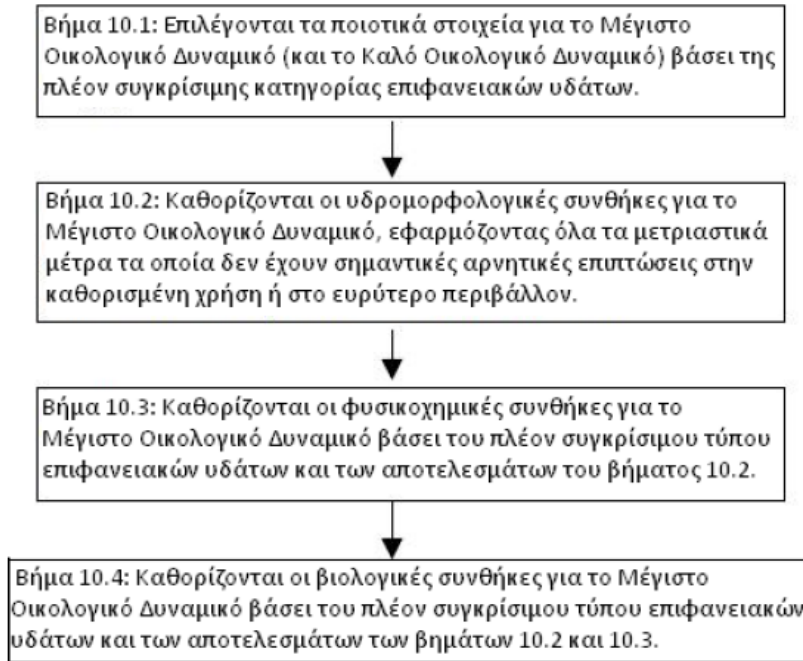 Βήμα 10.1: Επιλέγονται τα ποιοτικά στοιχεία για το Μέγιστο
Οικολογικό Δυναμικό (και το Καλό Οικολογικό Δυναμικό) βάσει της
πλέον συγκρίσιμης κατηγορίας επιφανειακών υδάτων.
Βήμα 10.2: Καθορίζονται οι υδρομορφολογικές συνθήκες για το
Μέγιστο Οικολογικό Δυναμικό, εφαρμόζοντας όλα τα μετριαστικά
μέτρα τα οποία δεν έχουν σημαντικές αρνητικές επιπτώσεις στην
καθορισμένη χρήση ή στο ευρύτερο περιβάλλον.
Βήμα 10.3: Καθορίζονται οι φυσικοχημικές συνθήκες για το
Μέγιστο Οικολογικό Δυναμικό βάσει του πλέον συγκρίσιμου τύπου
επιφανειακών υδάτων και των αποτελεσμάτων του βήματος 10.2.
Βήμα 10.4: Καθορίζονται οι βιολογικές συνθήκες για το Μέγιστο
Οικολογικό Δυναμικό βάσει του πλέον συγκρίσιμου τύπου επιφανειακών
υδάτων και των αποτελεσμάτων των βημάτων 10.2 και 10.3.